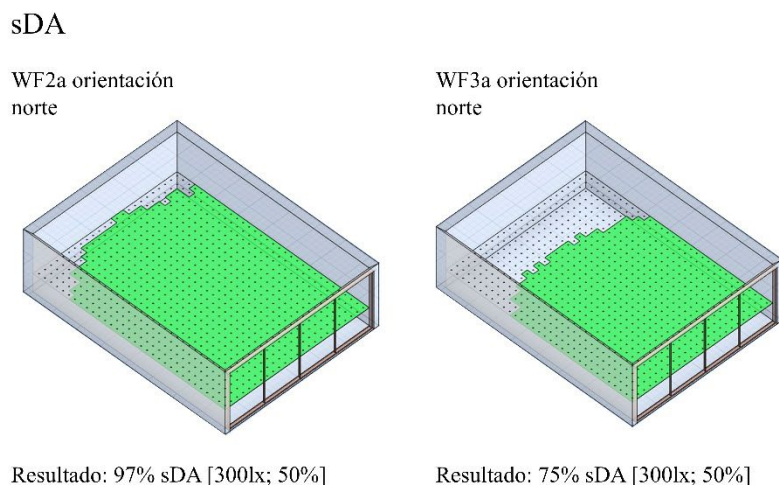 sDA
WF2a orientación
norte
WF3a orientación
norte
Resultado: 97% sDA [300lx; 50%]
Resultado: 75% sDA [300lx; 50%]